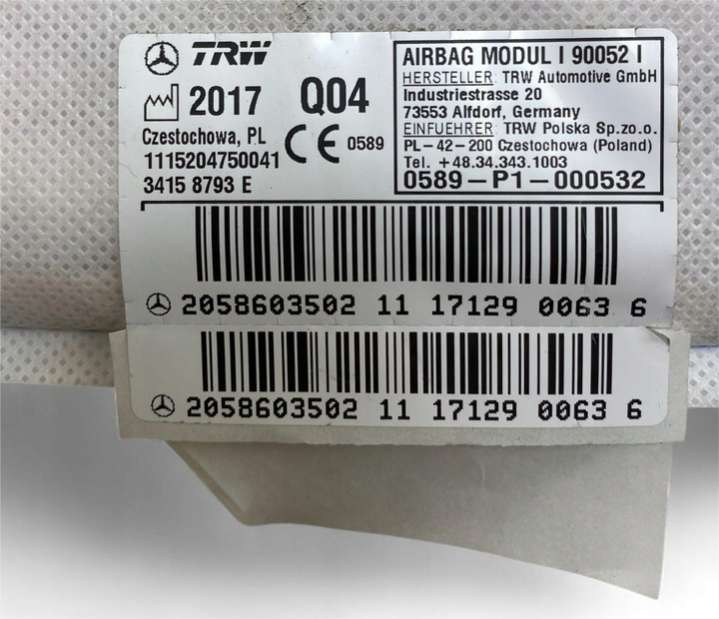 TRW
2017 Q04
Czestochowa, PL
CE 0589
1115204750041
3415 8793 E
AIRBAG MODUL I 90052 I
HERSTELLER: TRW Automotive GmbH
Industriestrasse 20
73553 Alfdorf, Germany
EINFUEHRER: TRW Polska Sp.zo.o.
PL-42-200 Czestochowa (Poland)
Tel. +48.34.343.1003
0589-P1-000532
2058603502 11 17129 0063 6
2058603502 11 17129 0063 6